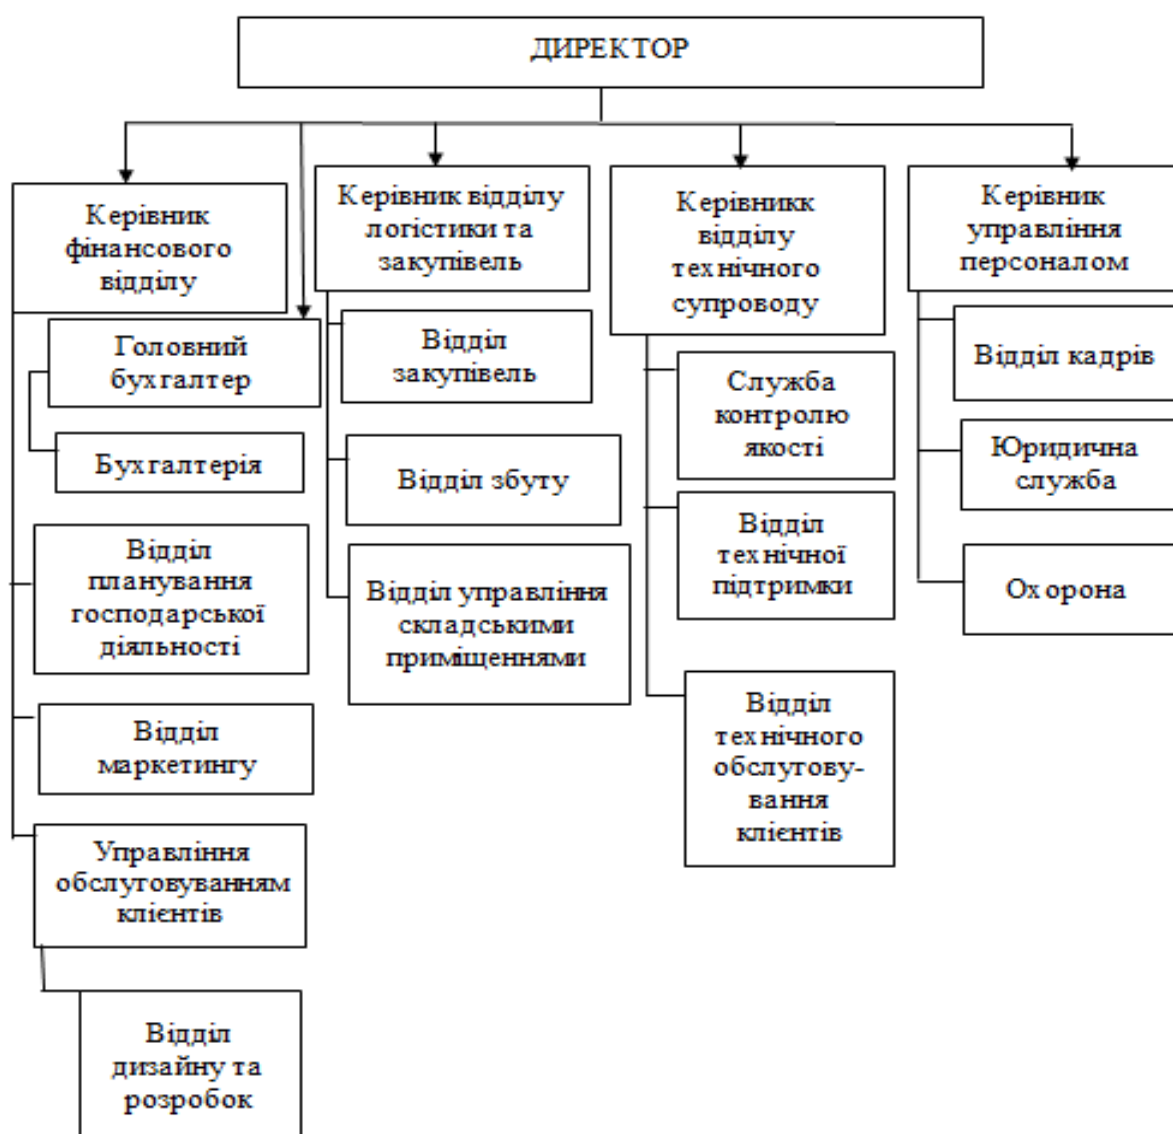 ДИРЕКТОР
Керівник
фінансового
відділу
Головний
бухгалтер
Бухгалтерія
Відділ
планування
господарської
діяльності
Відділ
маркетингу
Управління
обслуговуванням
клієнтів
Відділ
дизайну та
розробок
Керівник відділу
логістики та
закупівель
Відділ
закупівель
Відділ збуту
Відділ управління
складськими
приміщеннями
Керівникк
відділу
технічного
супроводу
Служба
контролю
якості
Відділ
технічної
підтримки
Відділ
технічного
обслугову-
вання
клієнтів
Керівник
управління
персоналом
Відділ кадрів
Юридична
служба
Охорона